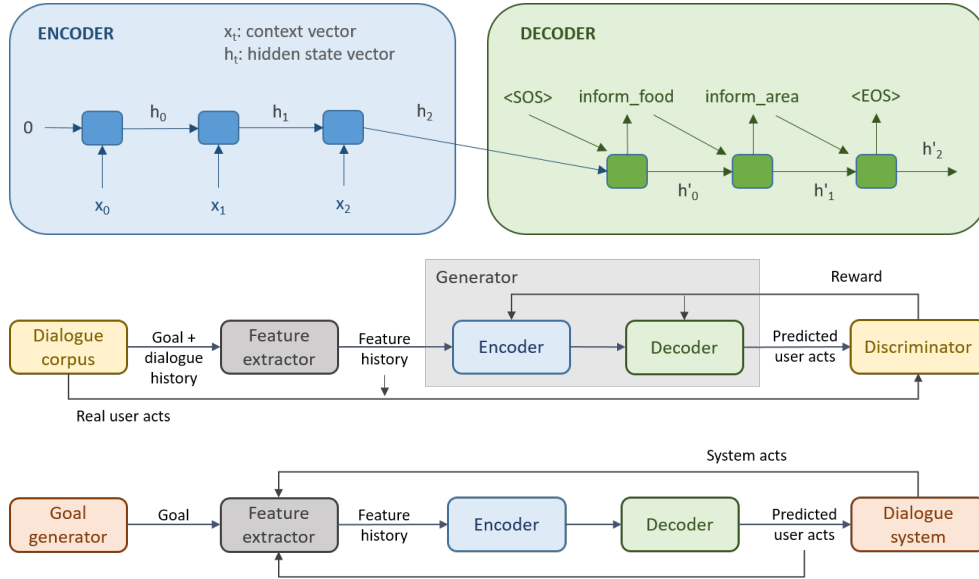 ENCODER
xt: context vector
ht: hidden state vector
0
h0
h1
h2
x0
x1
x2
DECODER
<SOS>
inform_food
inform_area
<EOS>
h'0
h'1
h'2
Generator
Reward
Dialogue
corpus
Goal +
dialogue
history
Feature
extractor
Feature
history
Encoder
Decoder
Predicted
user acts
Discriminator
Real user acts
System acts
Goal
generator
Goal
Feature
extractor
Feature
history
Encoder
Decoder
Predicted
user acts
Dialogue
system